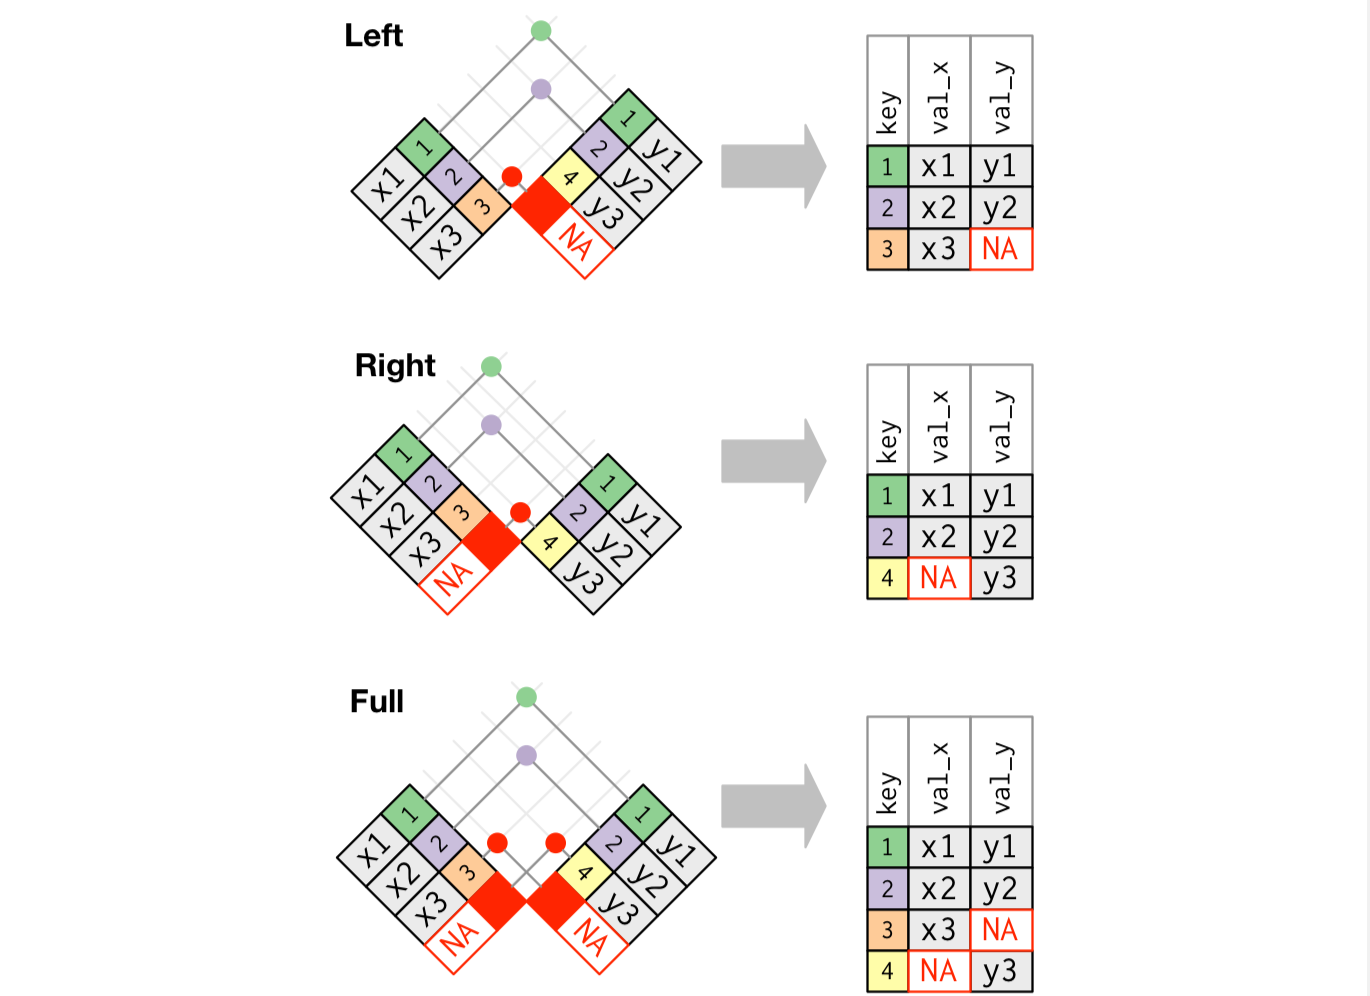 Left
1
2
3
x1
x2
x3
1
2
4
y1
y2
y3
NA
key val_x val_y
1 x1 y1
2 x2 y2
3 x3 NA
Right
1
2
3
x1
x2
x3
NA
1
2
4
y1
y2
y3
key val_x val_y
1 x1 y1
2 x2 y2
4 NA y3
Full
1
2
3
x1
x2
x3
NA
1
2
4
y1
y2
y3
NA
key val_x val_y
1 x1 y1
2 x2 y2
3 x3 NA
4 NA y3